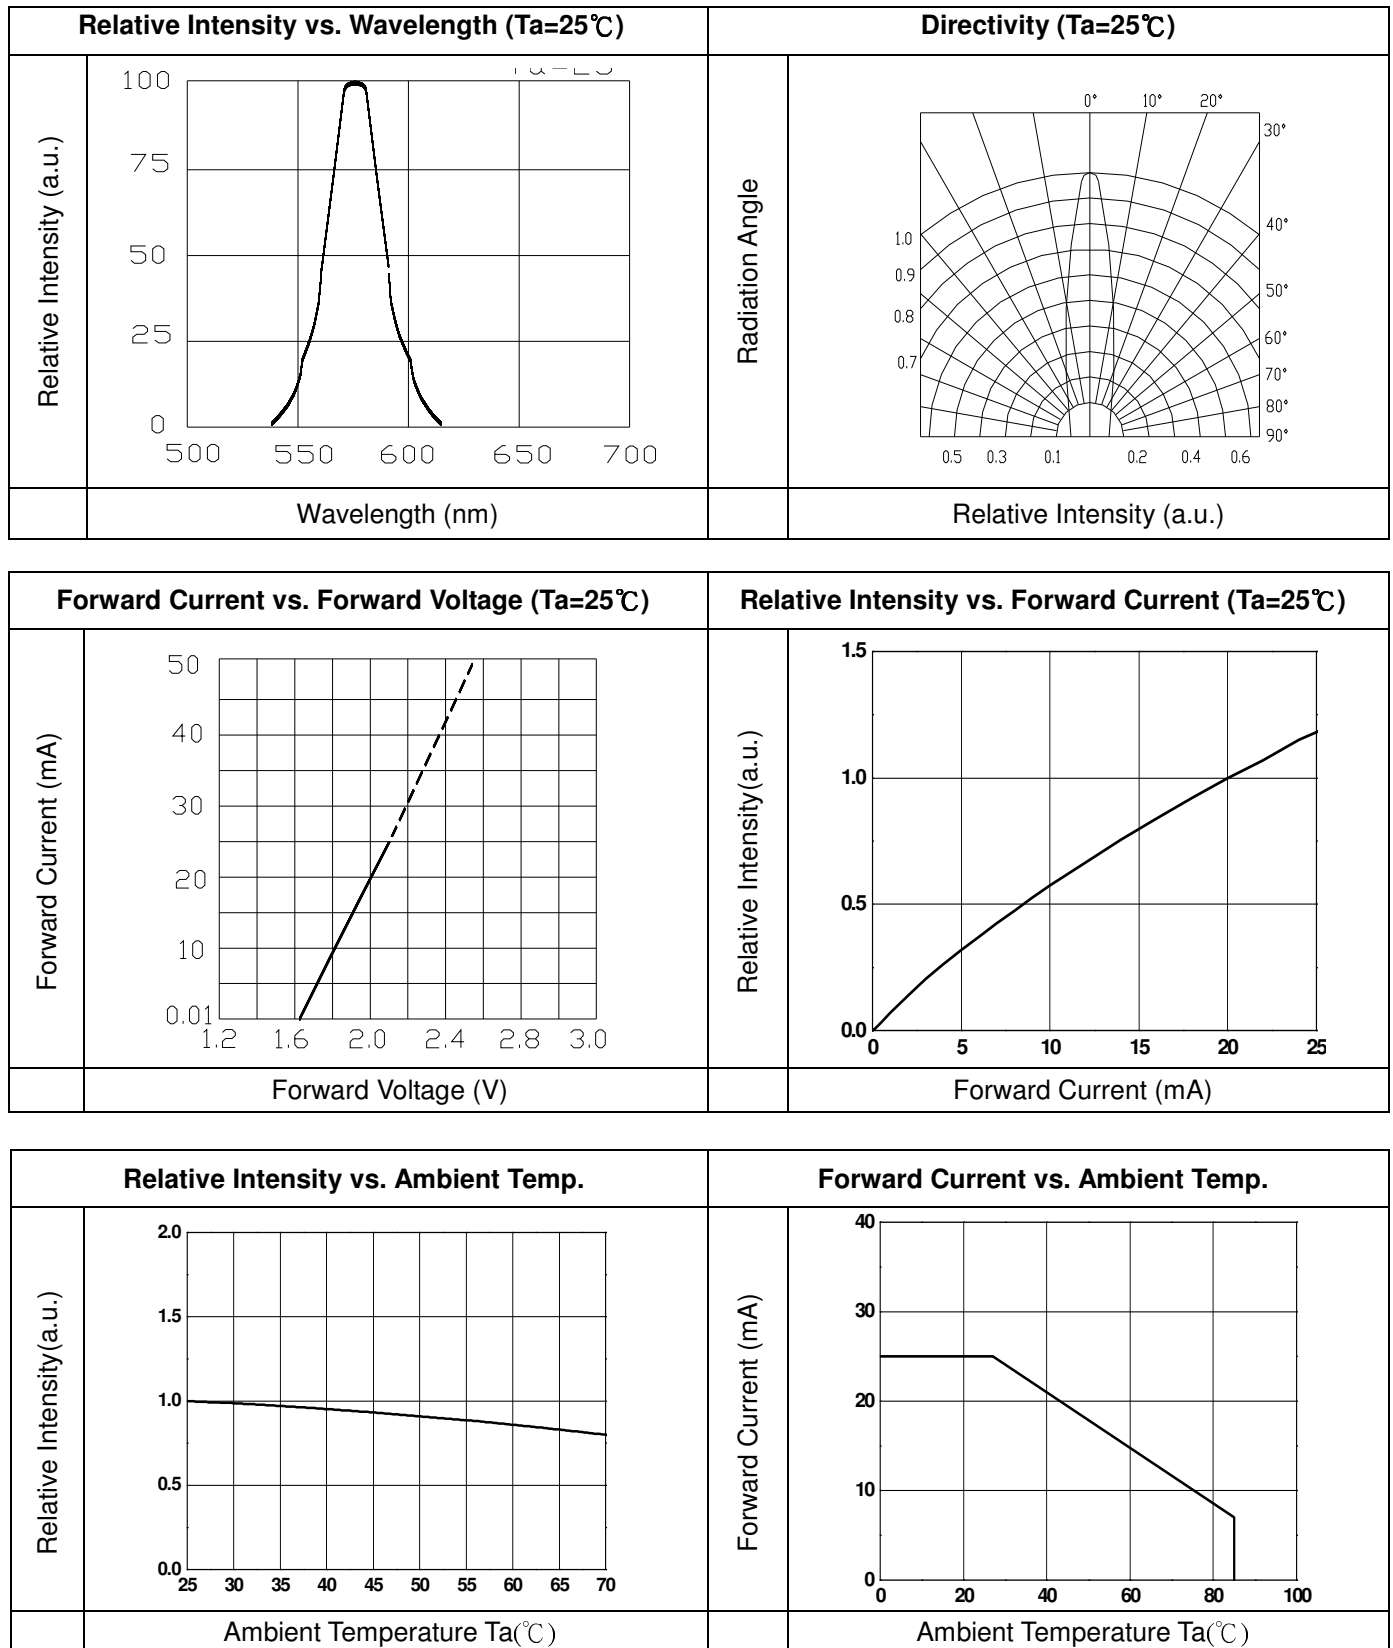 Relative Intensity vs. Wavelength (Ta=25℃)
Directivity (Ta=25℃)
Relative Intensity (a.u.)
100
75
50
25
0
500 550 600 650 700
Wavelength (nm)
Radiation Angle
0° 10° 20°
30°
40°
50°
60°
70°
80°
90°
1.0
0.9
0.8
0.7
0.5 0.3 0.1 0.2 0.4 0.6
Relative Intensity (a.u.)
Forward Current vs. Forward Voltage (Ta=25℃)
Relative Intensity vs. Forward Current (Ta=25℃)
Forward Current (mA)
50
40
30
20
10
0.01
1.2 1.6 2.0 2.4 2.8 3.0
Forward Voltage (V)
Relative Intensity(a.u.)
1.5
1.0
0.5
0.0
0 5 10 15 20 25
Forward Current (mA)
Relative Intensity vs. Ambient Temp.
Forward Current vs. Ambient Temp.
Relative Intensity(a.u.)
2.0
1.5
1.0
0.5
0.0
25 30 35 40 45 50 55 60 65 70
Ambient Temperature Ta(℃)
Forward Current (mA)
40
30
20
10
0
0 20 40 60 80 100
Ambient Temperature Ta(℃)